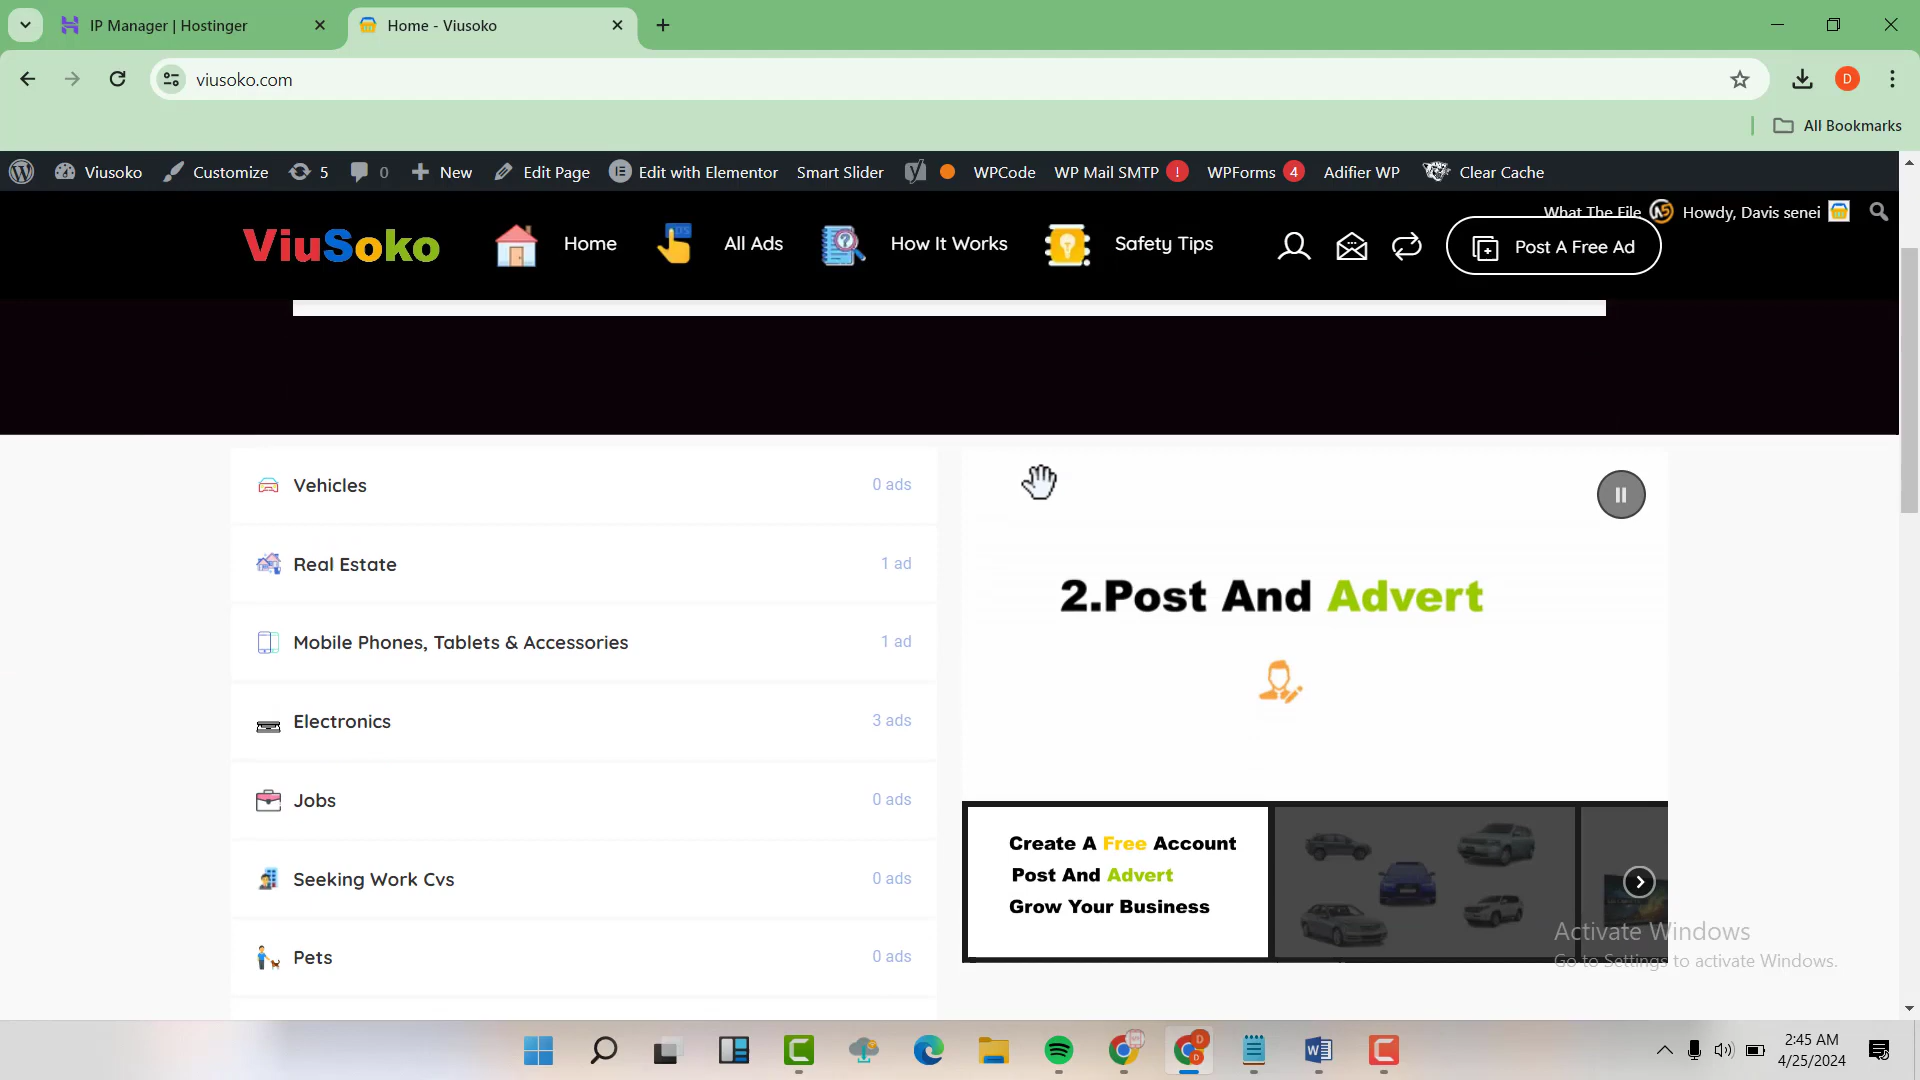 IP Manager | Hostinger
Home - Viusoko
viusoko.com
D
All Bookmarks
Viusoko
Customize
5
0
New
Edit Page
Edit with Elementor
Smart Slider
WPCode
WP Mail SMTP !
WPForms 4
Adifier WP
Clear Cache
What The File
Howdy, Davis senei
ViuSoko
Home
All Ads
How It Works
Safety Tips
Post A Free Ad
Vehicles 0 ads
Real Estate 1 ad
Mobile Phones, Tablets & Accessories 1 ad
Electronics 3 ads
Jobs 0 ads
Seeking Work Cvs 0 ads
Pets 0 ads
2.Post And Advert
Create A Free Account
Post And Advert
Grow Your Business
Activate Windows
Go to Settings to activate Windows.
2:45 AM
4/25/2024